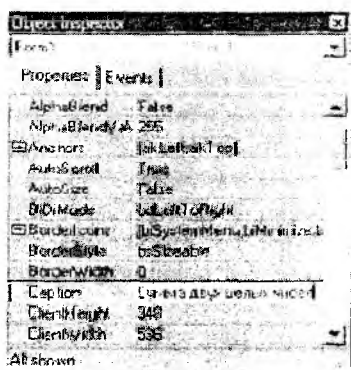 Object Inspector
Form1
Properties Events
AlphaBlend False
AlphaBlendVal 255
Anchors [akLeft,akTop]
AutoScroll True
AutoSize False
BiDiMode bdLeftToRight
BorderIcons [biSystemMenu,biMinimize,b
BorderStyle bsSizeable
BorderWidth 0
Caption Сумма двух целых чисел
ClientHeight 348
ClientWidth 536
All shown